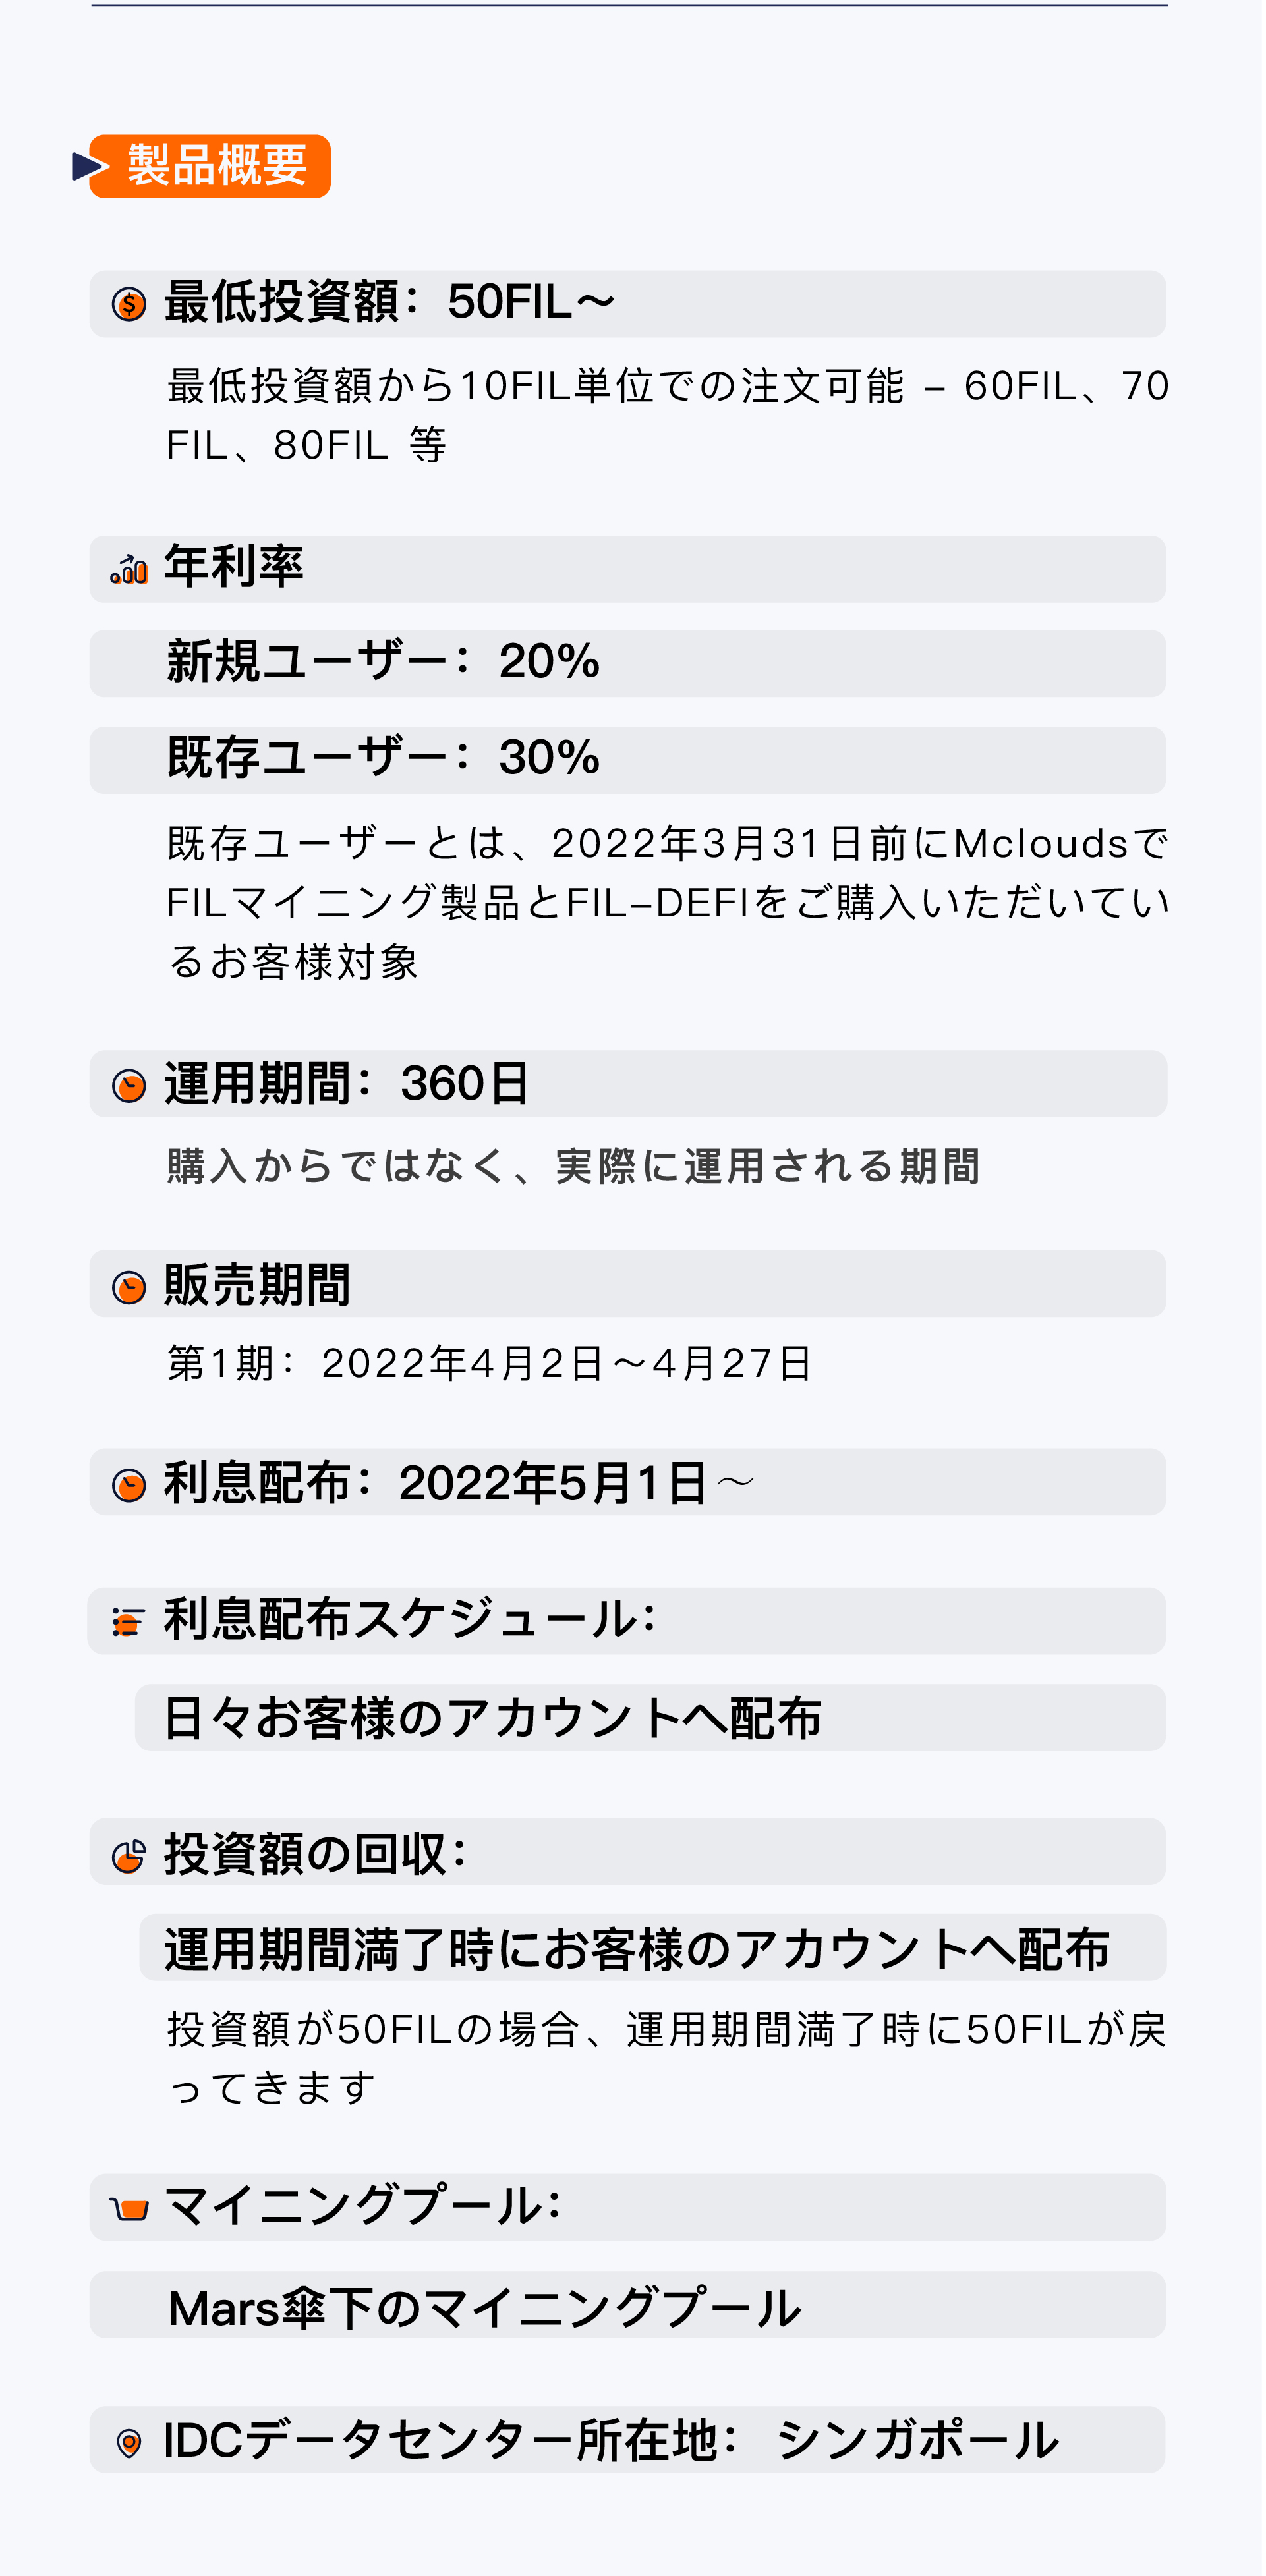 製品概要
最低投資額：50FIL〜
最低投資額から10FIL単位での注文可能 – 60FIL、70
FIL、80FIL 等
年利率
新規ユーザー：20%
既存ユーザー：30%
既存ユーザーとは、2022年3月31日前にMcloudsで
FILマイニング製品とFIL–DEFIをご購入いただいてい
るお客様対象
運用期間：360日
購入からではなく、実際に運用される期間
販売期間
第1期：2022年4月2日〜4月27日
利息配布：2022年5月1日〜
利息配布スケジュール：
日々お客様のアカウントへ配布
投資額の回収：
運用期間満了時にお客様のアカウントへ配布
投資額が50FILの場合、運用期間満了時に50FILが戻
ってきます
マイニングプール：
Mars傘下のマイニングプール
IDCデータセンター所在地： シンガポール